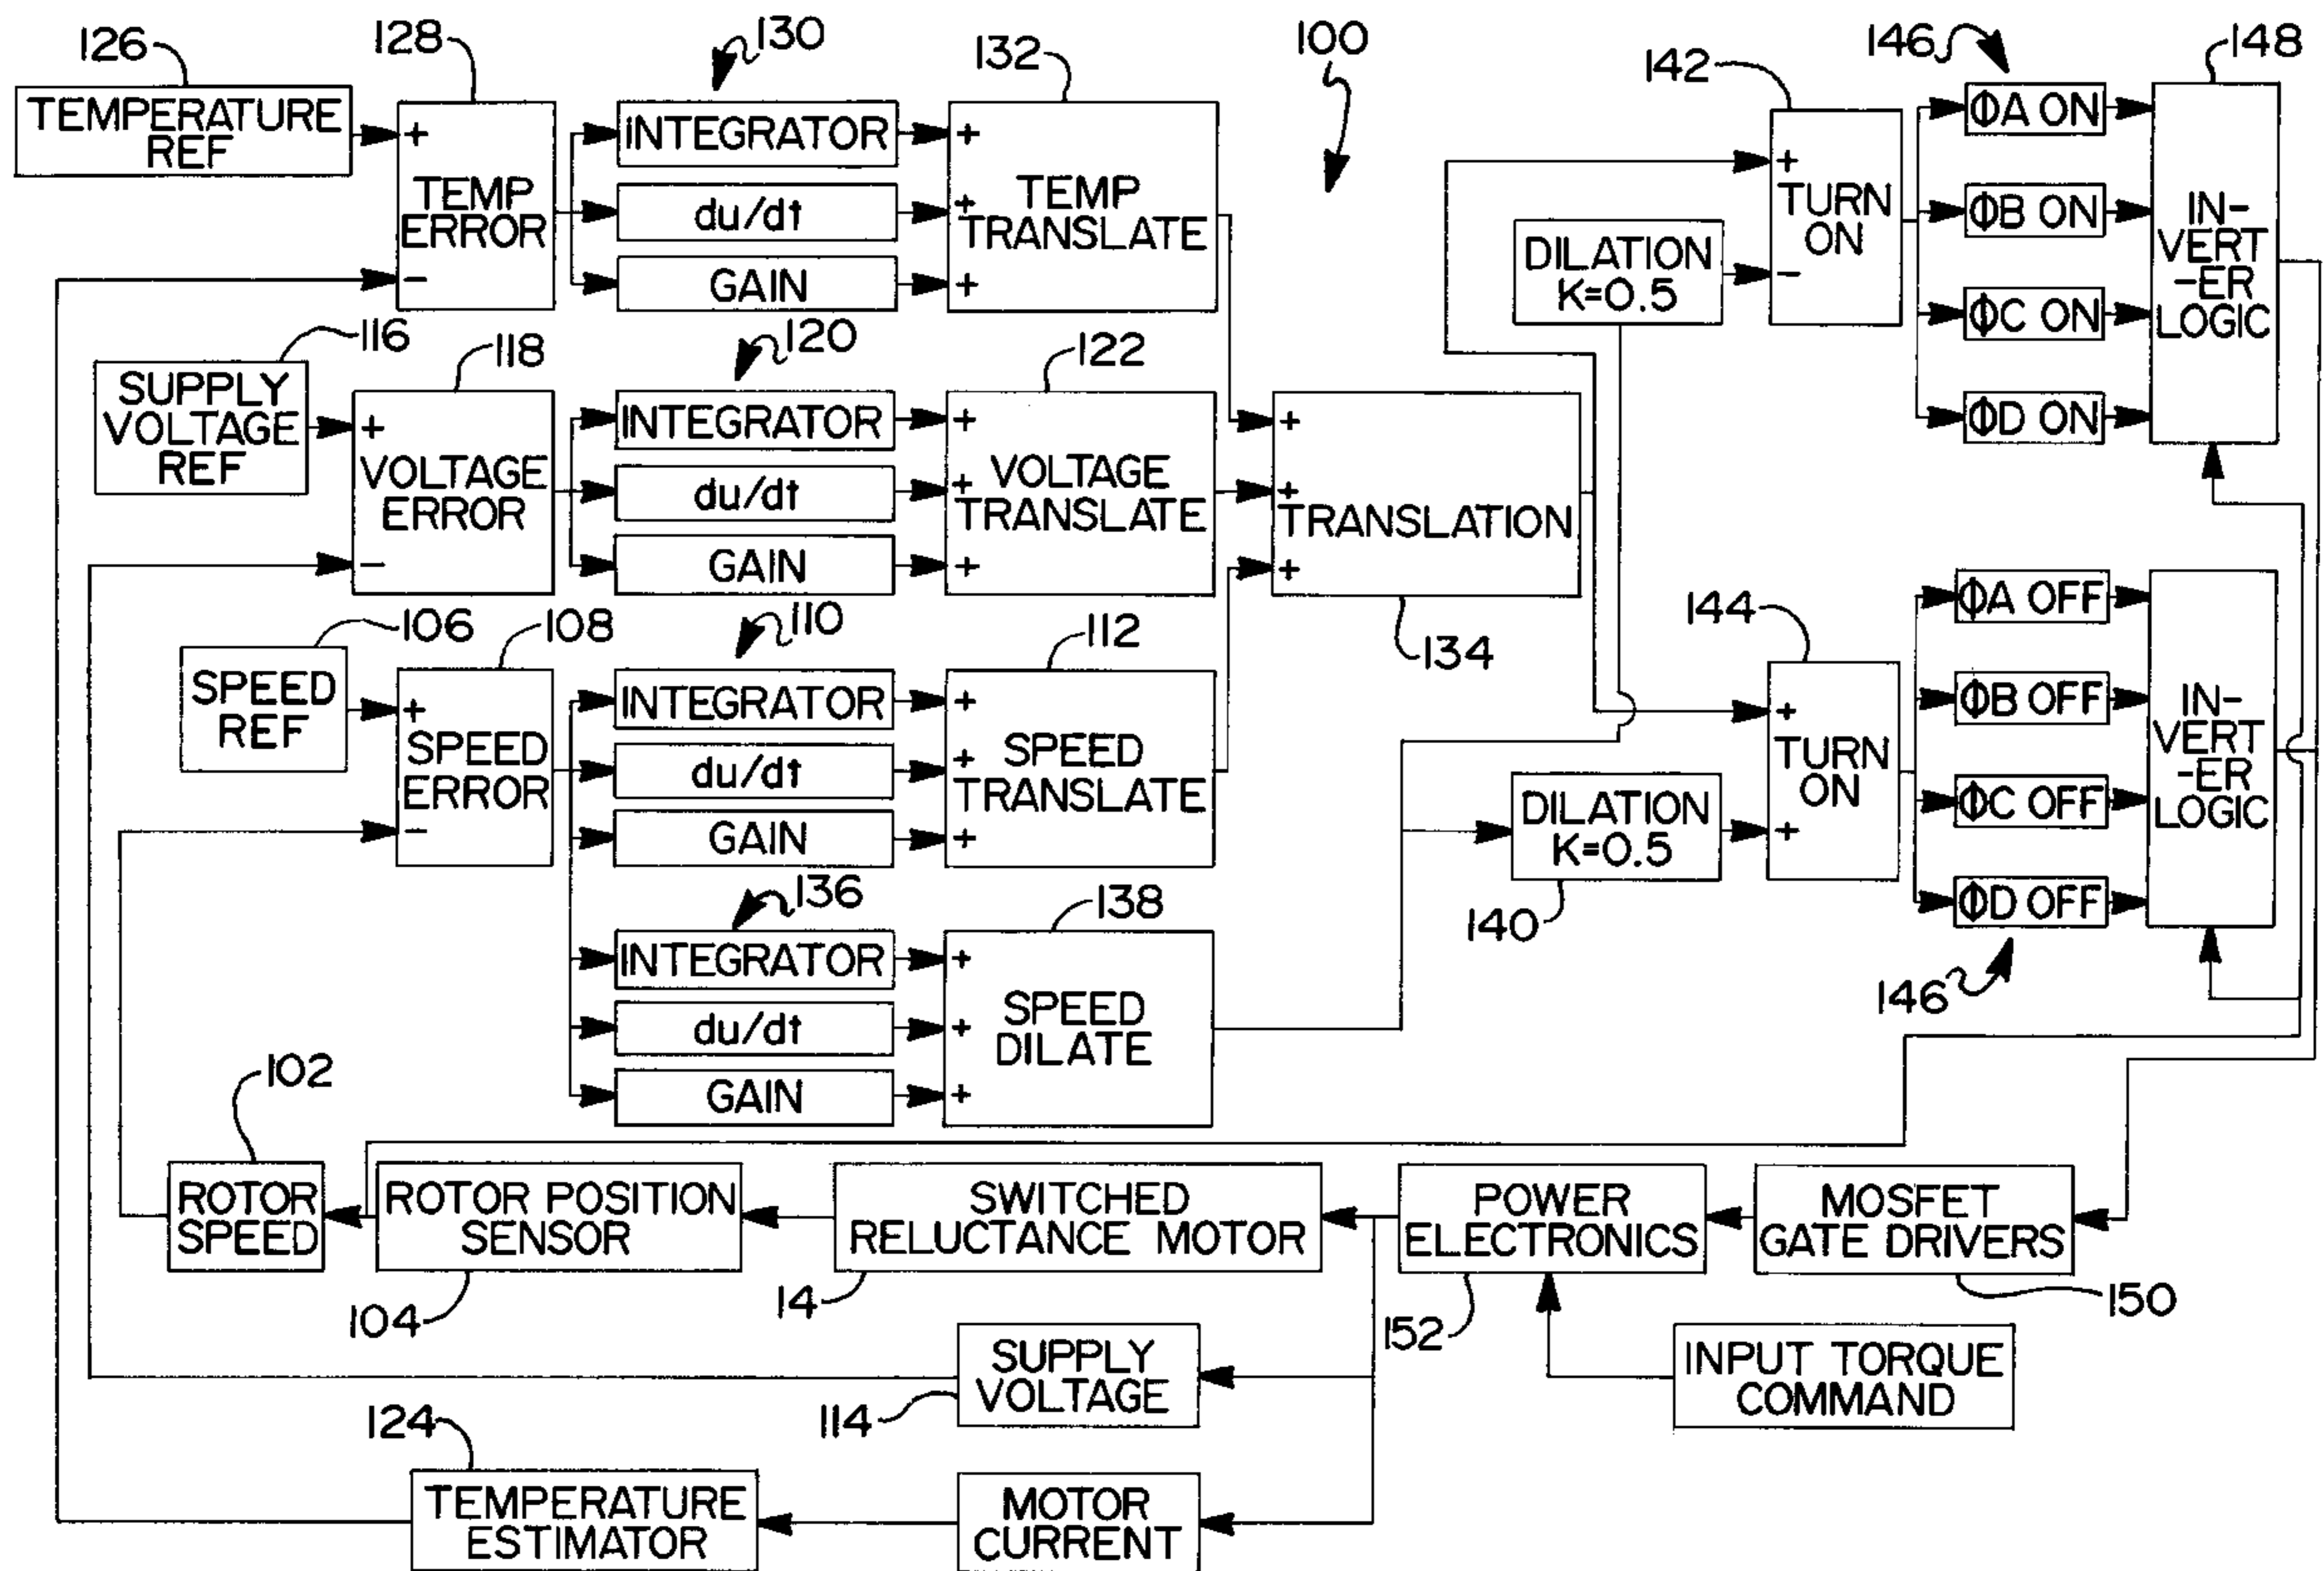 126
128
130
132
100
142
146
148
TEMPERATURE
REF
+
TEMP
ERROR
−
INTEGRATOR
du/dt
GAIN
+
+
+
TEMP
TRANSLATE
DILATION
K=0.5
+
−
TURN
ON
ΦA ON
ΦB ON
ΦC ON
ΦD ON
IN-
VERT
-ER
LOGIC
116
118
120
122
SUPPLY
VOLTAGE
REF
+
VOLTAGE
ERROR
−
INTEGRATOR
du/dt
GAIN
+
+
+
VOLTAGE
TRANSLATE
+
+
+
TRANSLATION
134
106
108
110
112
144
SPEED
REF
+
SPEED
ERROR
−
INTEGRATOR
du/dt
GAIN
+
+
+
SPEED
TRANSLATE
DILATION
K=0.5
140
+
+
TURN
ON
ΦA OFF
ΦB OFF
ΦC OFF
ΦD OFF
IN-
VERT
-ER
LOGIC
146
136
138
INTEGRATOR
du/dt
GAIN
+
+
+
SPEED
DILATE
102
ROTOR
SPEED
ROTOR POSITION
SENSOR
104
SWITCHED
RELUCTANCE MOTOR
14
POWER
ELECTRONICS
152
MOSFET
GATE DRIVERS
150
SUPPLY
VOLTAGE
114
INPUT TORQUE
COMMAND
124
TEMPERATURE
ESTIMATOR
MOTOR
CURRENT